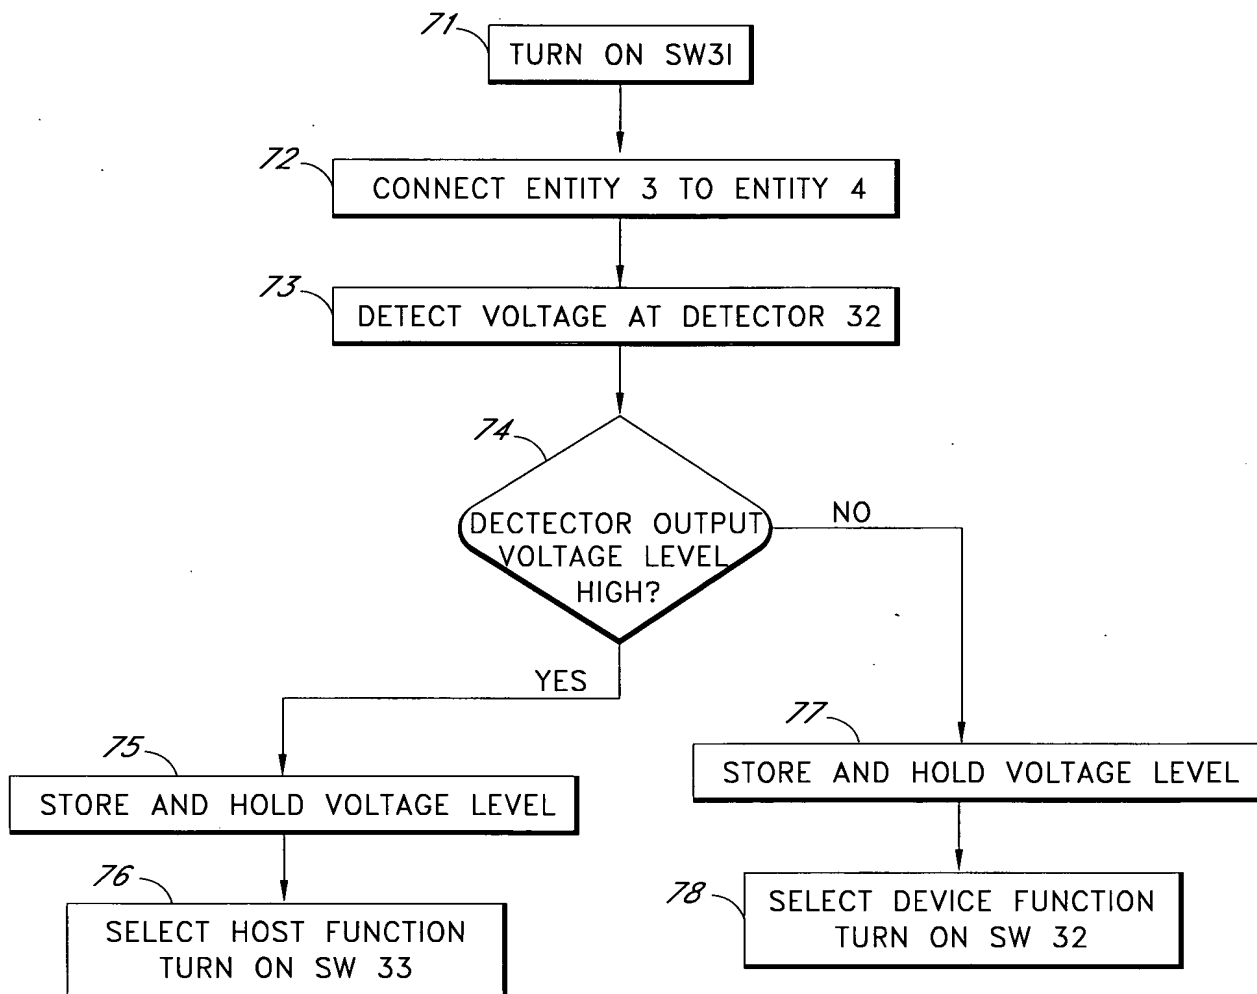 71
TURN ON SW31
72
CONNECT ENTITY 3 TO ENTITY 4
73
DETECT VOLTAGE AT DETECTOR 32
74
DECTECTOR OUTPUT
VOLTAGE LEVEL
HIGH?
NO
YES
75
STORE AND HOLD VOLTAGE LEVEL
76
SELECT HOST FUNCTION
TURN ON SW 33
77
STORE AND HOLD VOLTAGE LEVEL
78
SELECT DEVICE FUNCTION
TURN ON SW 32